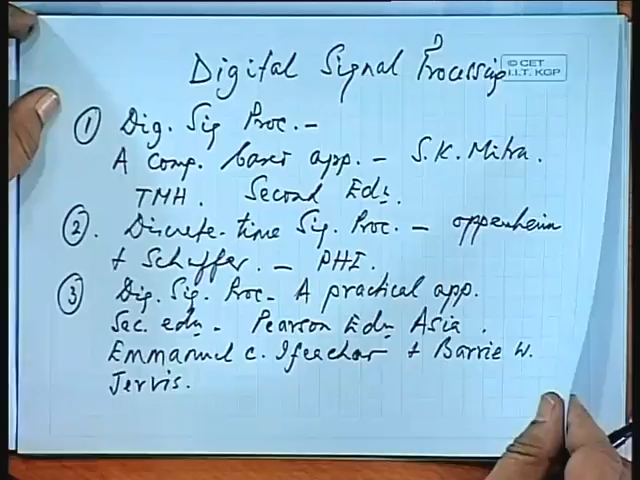 Digital Signal Processing
© CET
I.I.T. KGP
① Dig. Sig Proc. –
A Comp. based app. – S.K. Mitra.
TMH. Second Edn.
②. Discrete-time Sig. Proc. – oppenheim
+ Schaffer. – PHI.
③ Dig. Sig. Proc- A practical app.
Sec. edn - Pearson Edn Asia.
Emmanuel C. Ifeachor + Barrie W.
Jervis.